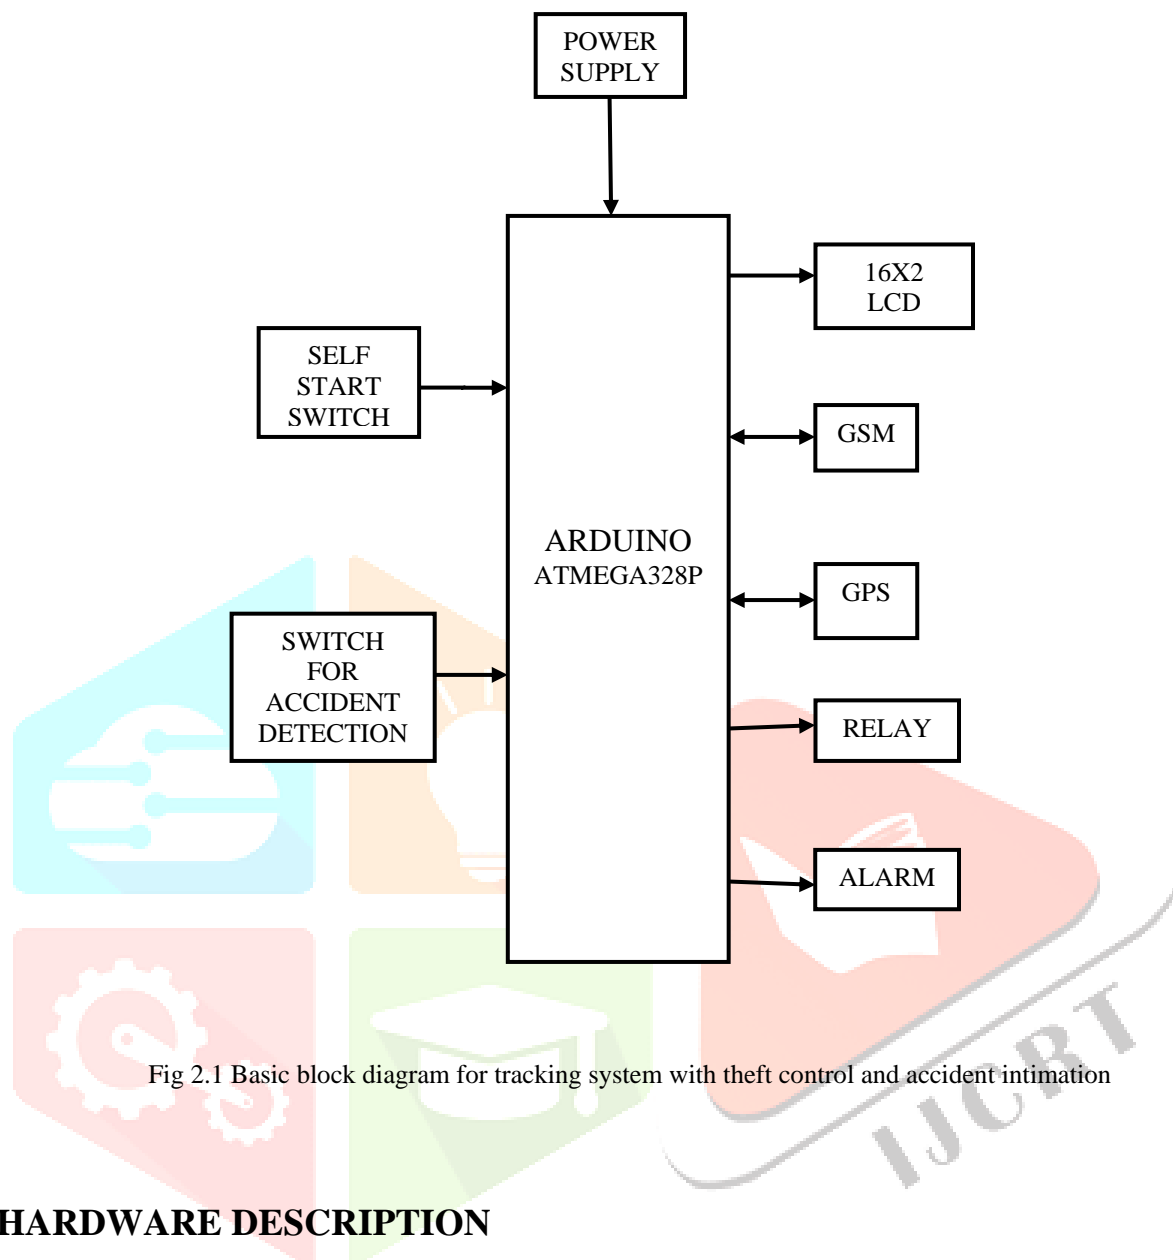 POWER
SUPPLY
16X2
LCD
SELF
START
SWITCH
GSM
ARDUINO
ATMEGA328P
GPS
SWITCH
FOR
ACCIDENT
DETECTION
RELAY
ALARM
Fig 2.1 Basic block diagram for tracking system with theft control and accident intimation
IJCRT
HARDWARE DESCRIPTION